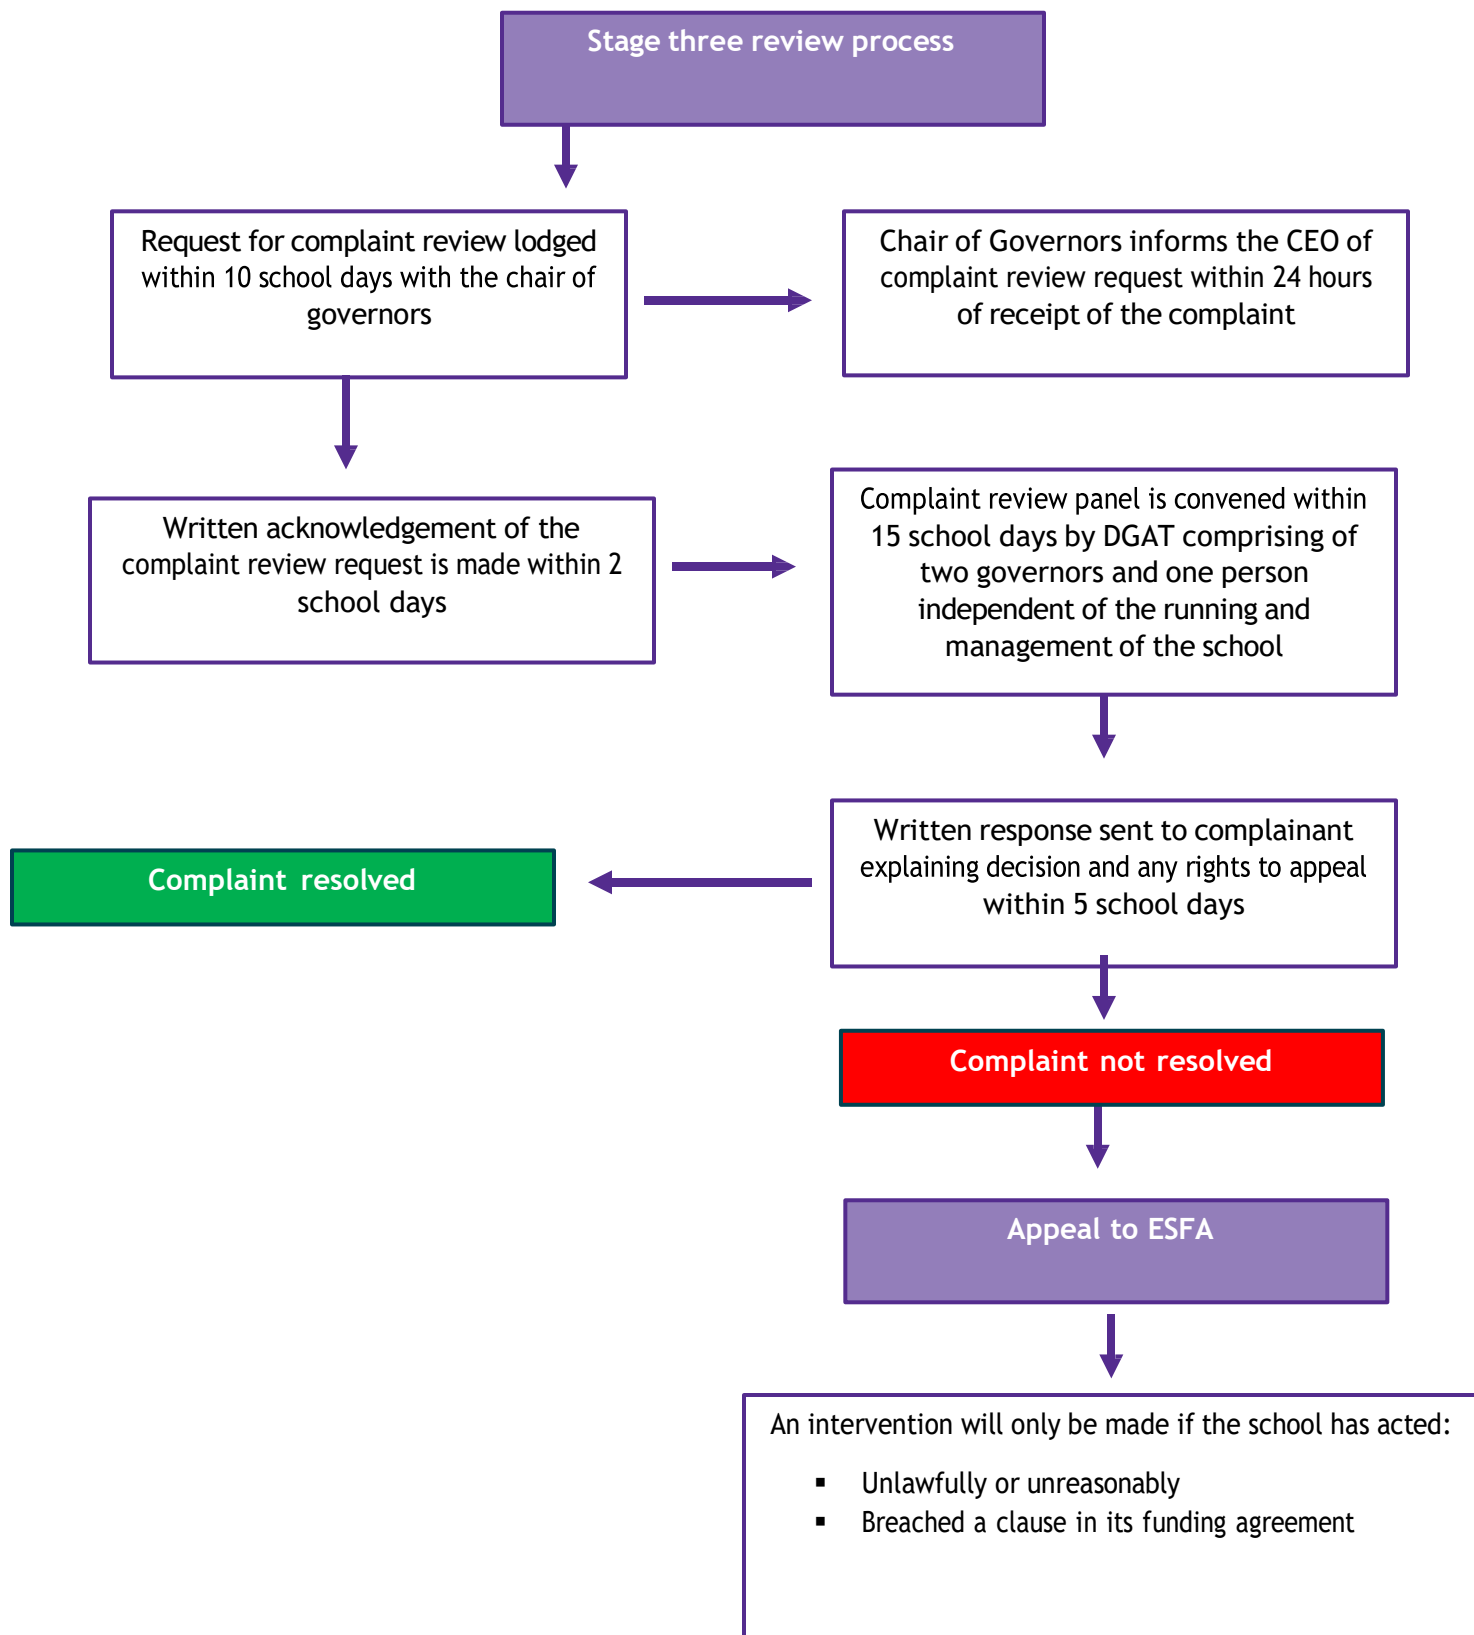 Stage three review process
Request for complaint review lodged
within 10 school days with the chair of
governors
Chair of Governors informs the CEO of
complaint review request within 24 hours
of receipt of the complaint
Written acknowledgement of the
complaint review request is made within 2
school days
Complaint review panel is convened within
15 school days by DGAT comprising of
two governors and one person
independent of the running and
management of the school
Written response sent to complainant
explaining decision and any rights to appeal
within 5 school days
Complaint resolved
Complaint not resolved
Appeal to ESFA
An intervention will only be made if the school has acted:
▪ Unlawfully or unreasonably
▪ Breached a clause in its funding agreement